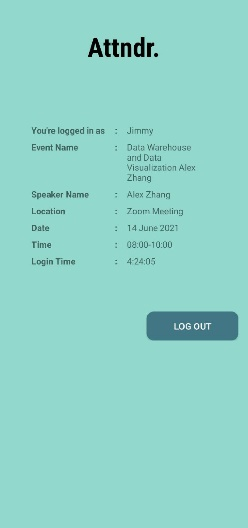 Attndr.
You're logged in as : Jimmy
Event Name : Data Warehouse
and Data
Visualization Alex
Zhang
Speaker Name : Alex Zhang
Location : Zoom Meeting
Date : 14 June 2021
Time : 08:00-10:00
Login Time : 4:24:05
LOG OUT